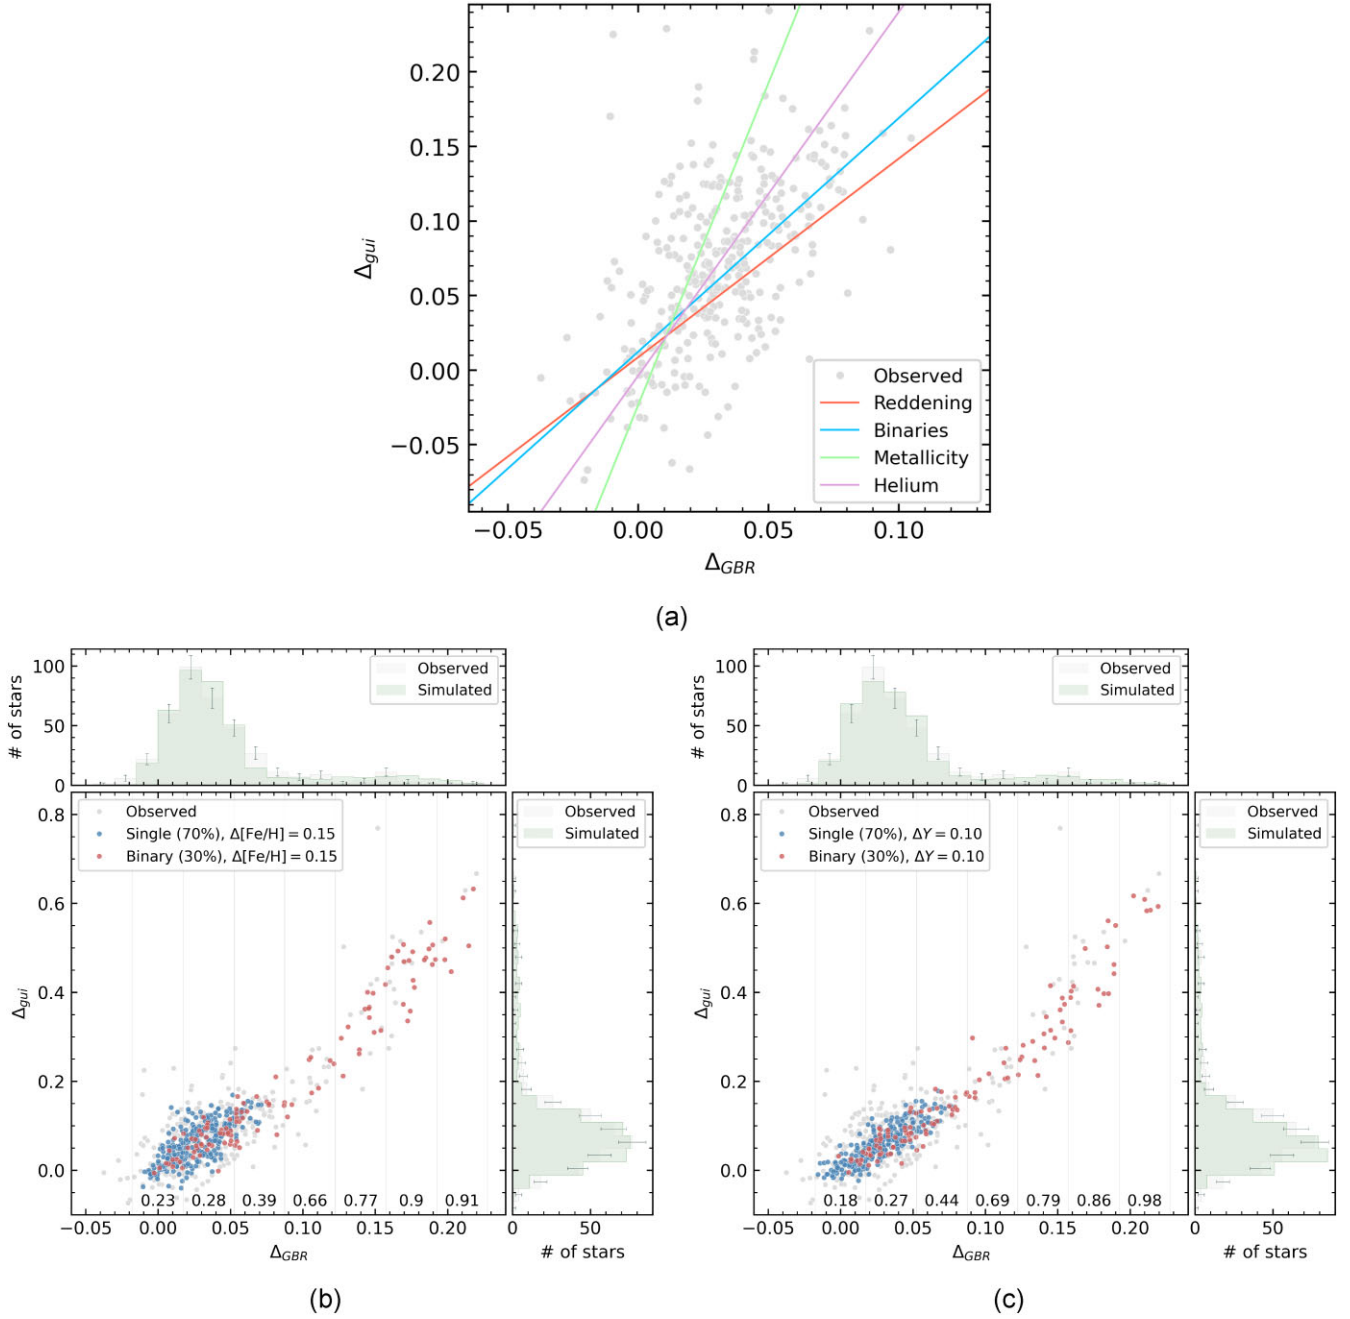 0.20
0.15
0.10
0.05
0.00
−0.05
Δgui
Observed
Reddening
Binaries
Metallicity
Helium
−0.05 0.00 0.05 0.10
ΔGBR
(a)
100
50
0
# of stars
Observed
Simulated
0.8
0.6
0.4
0.2
0.0
Δgui
Observed
Single (70%), Δ[Fe/H] = 0.15
Binary (30%), Δ[Fe/H] = 0.15
0.23 0.28 0.39 0.66 0.77 0.9 0.91
−0.05 0.00 0.05 0.10 0.15 0.20
ΔGBR
Observed
Simulated
0 50
# of stars
(b)
100
50
0
# of stars
Observed
Simulated
0.8
0.6
0.4
0.2
0.0
Δgui
Observed
Single (70%), ΔY = 0.10
Binary (30%), ΔY = 0.10
0.18 0.27 0.44 0.69 0.79 0.86 0.98
−0.05 0.00 0.05 0.10 0.15 0.20
ΔGBR
Observed
Simulated
0 50
# of stars
(c)